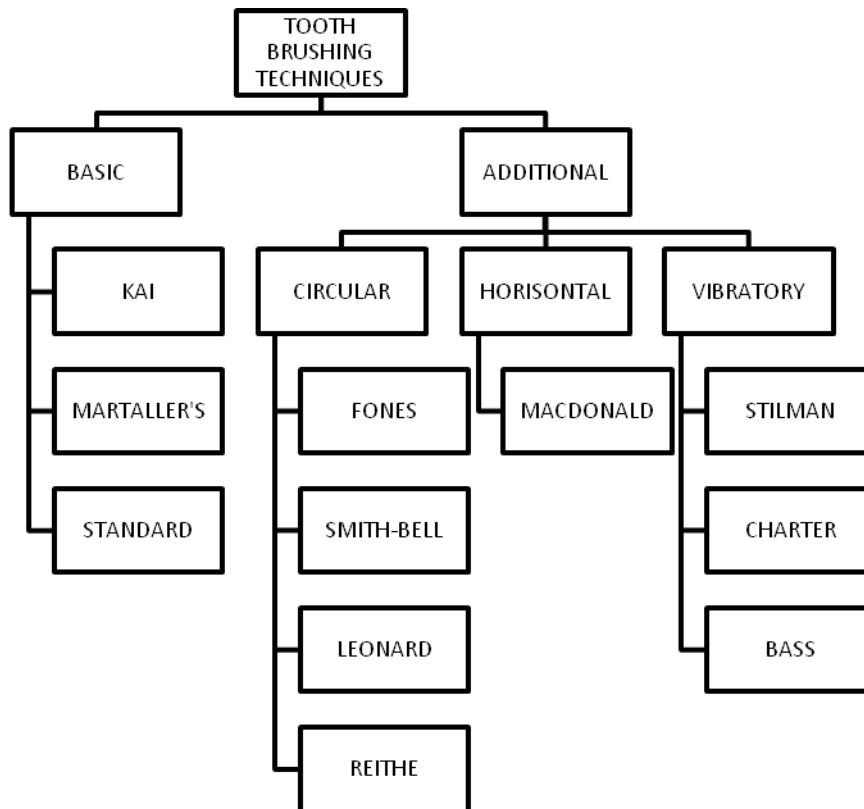 TOOTH
BRUSHING
TECHNIQUES
BASIC
ADDITIONAL
KAI
CIRCULAR
HORISONTAL
VIBRATORY
MARTALLER'S
FONES
MACDONALD
STILMAN
STANDARD
SMITH-BELL
CHARTER
LEONARD
BASS
REITHE